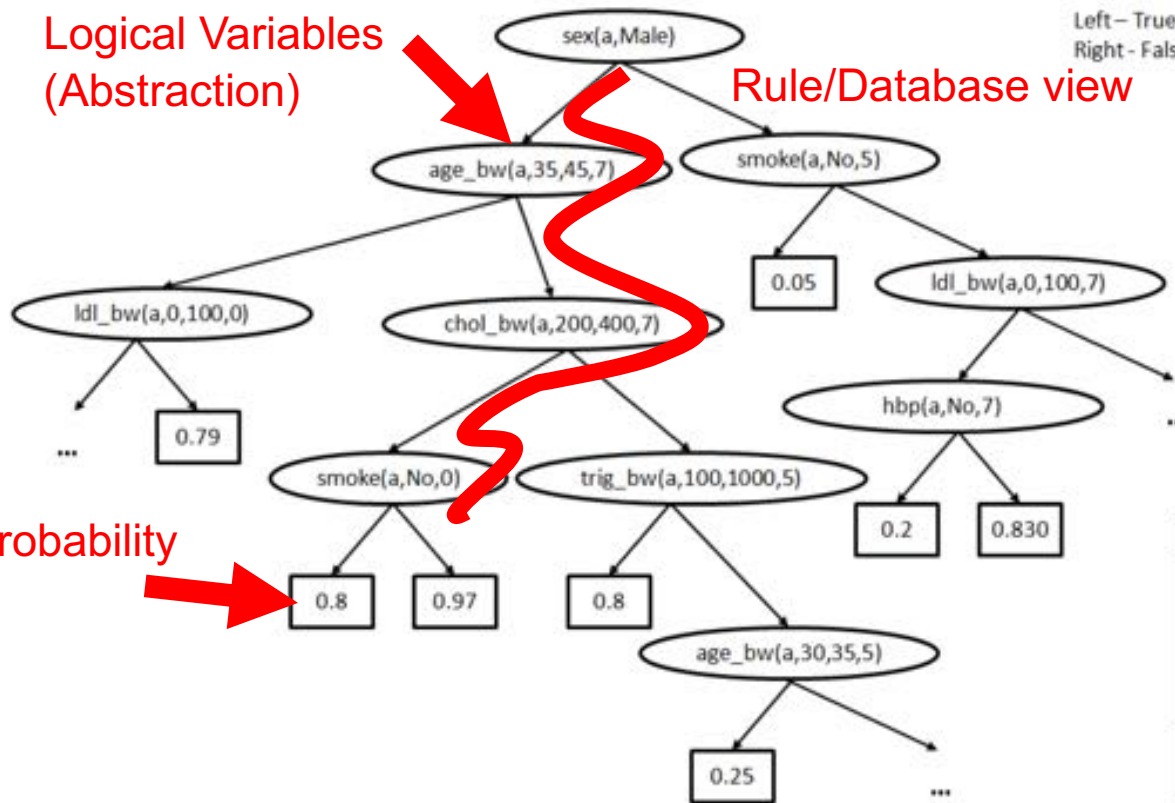 Logical Variables
(Abstraction)
sex(a,Male)
Left – True
Right - Fals
Rule/Database view
age_bw(a,35,45,7)
smoke(a,No,5)
0.05
ldl_bw(a,0,100,7)
ldl_bw(a,0,100,0)
chol_bw(a,200,400,7)
hbp(a,No,7)
...
0.79
...
smoke(a,No,0)
trig_bw(a,100,1000,5)
0.2
0.830
robability
0.8
0.97
0.8
age_bw(a,30,35,5)
0.25
...